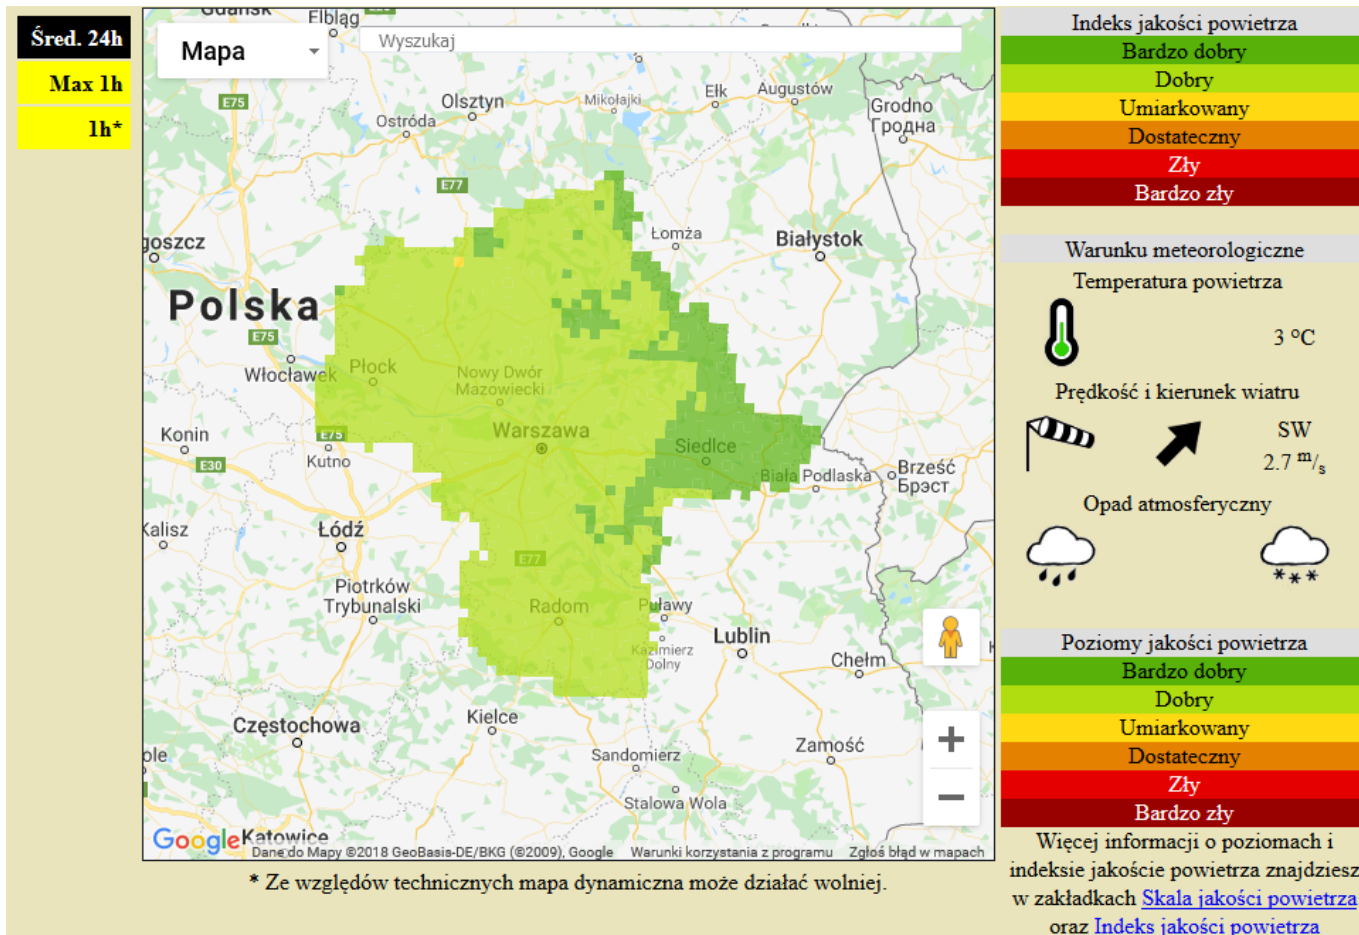 Śred. 24h
Max 1h
1h*
Mapa
Wyszukaj
Elbląg
E75
Olsztyn
Ostróda
Mikołajki
Ełk
Augustów
Grodno
Гродна
E77
goszcz
Łomża
Białystok
Polska
E75
Włocławek
Płock
Nowy Dwór
Mazowiecki
Warszawa
Konin
E30
E75
Kutno
Siedlce
Biała Podlaska
Brześć
Брэст
Kalisz
Łódź
E77
Piotrków
Trybunalski
Radom
Puławy
Kazimierz
Dolny
Lublin
Chełm
Częstochowa
Kielce
Sandomierz
Zamość
Stalowa Wola
ole
Katowice
Google
Dane do Mapy ©2018 GeoBasis-DE/BKG (©2009), Google
Warunki korzystania z programu
Zgłoś błąd w mapach
* Ze względów technicznych mapa dynamiczna może działać wolniej.
Indeks jakości powietrza
Bardzo dobry
Dobry
Umiarkowany
Dostateczny
Zły
Bardzo zły
Warunku meteorologiczne
Temperatura powietrza
3 °C
Prędkość i kierunek wiatru
SW
2.7 m/s
Opad atmosferyczny
Poziomy jakości powietrza
Bardzo dobry
Dobry
Umiarkowany
Dostateczny
Zły
Bardzo zły
Więcej informacji o poziomach i
indeksie jakoście powietrza znajdziesz
w zakładkach Skala jakości powietrza
oraz Indeks jakości powietrza